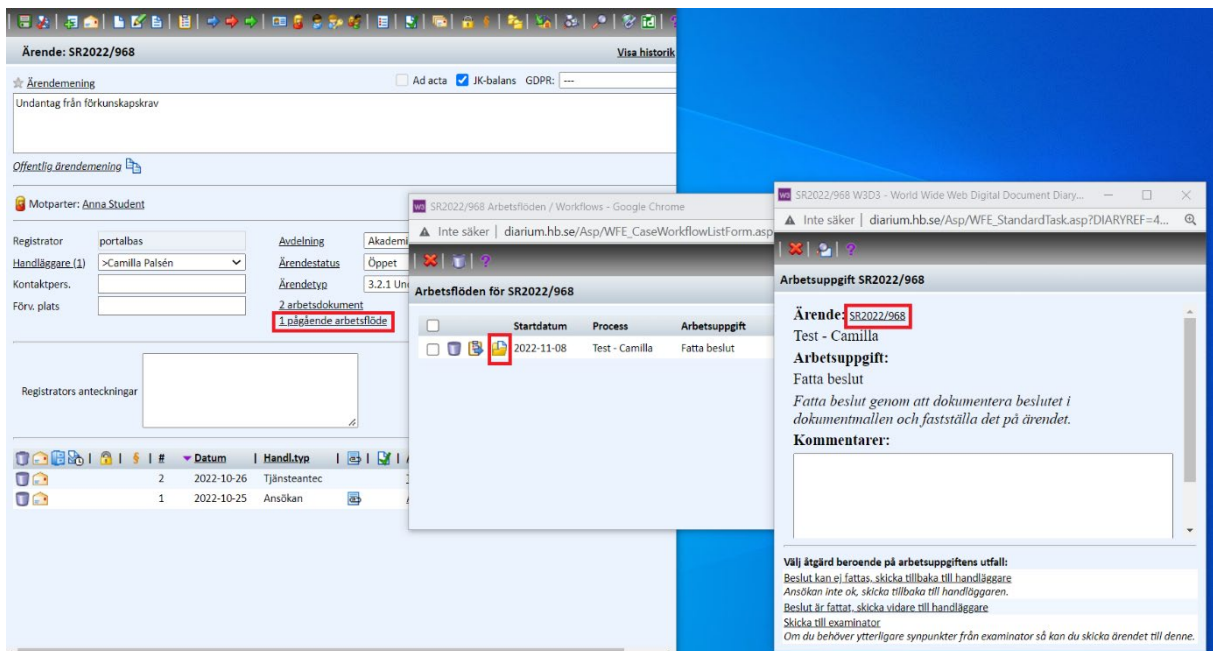 Ärende: SR2022/968
Visa historik
Ärendemening
Ad acta
JK-balans GDPR: ---
Undantag från förkunskapskrav
Offentlig ärendemening
Motparter: Anna Student
Registrator portalbas
Avdelning Akademi
Handläggare (1) >Camilla Palsén
Ärendestatus Öppet
Kontaktpers.
Ärendetyp 3.2.1 Un
Förv. plats
2 arbetsdokument
1 pågående arbetsflöde
Registrators anteckningar
# Datum Handl.typ
2 2022-10-26 Tjänsteantec
1 2022-10-25 Ansökan
SR2022/968 Arbetsflöden / Workflows - Google Chrome
Inte säker | diarium.hb.se/Asp/WFE_CaseWorkflowListForm.asp
Arbetsflöden för SR2022/968
Startdatum Process Arbetsuppgift
2022-11-08 Test - Camilla Fatta beslut
SR2022/968 W3D3 - World Wide Web Digital Document Diary...
Inte säker | diarium.hb.se/Asp/WFE_StandardTask.asp?DIARYREF=4...
Arbetsuppgift SR2022/968
Ärende: SR2022/968
Test - Camilla
Arbetsuppgift:
Fatta beslut
Fatta beslut genom att dokumentera beslutet i
dokumentmallen och fastställa det på ärendet.
Kommentarer:
Välj åtgärd beroende på arbetsuppgiftens utfall:
Beslut kan ej fattas, skicka tillbaka till handläggare
Ansökan inte ok, skicka tillbaka till handläggaren.
Beslut är fattat, skicka vidare till handläggare
Skicka till examinator
Om du behöver ytterligare synpunkter från examinator så kan du skicka ärendet till denne.